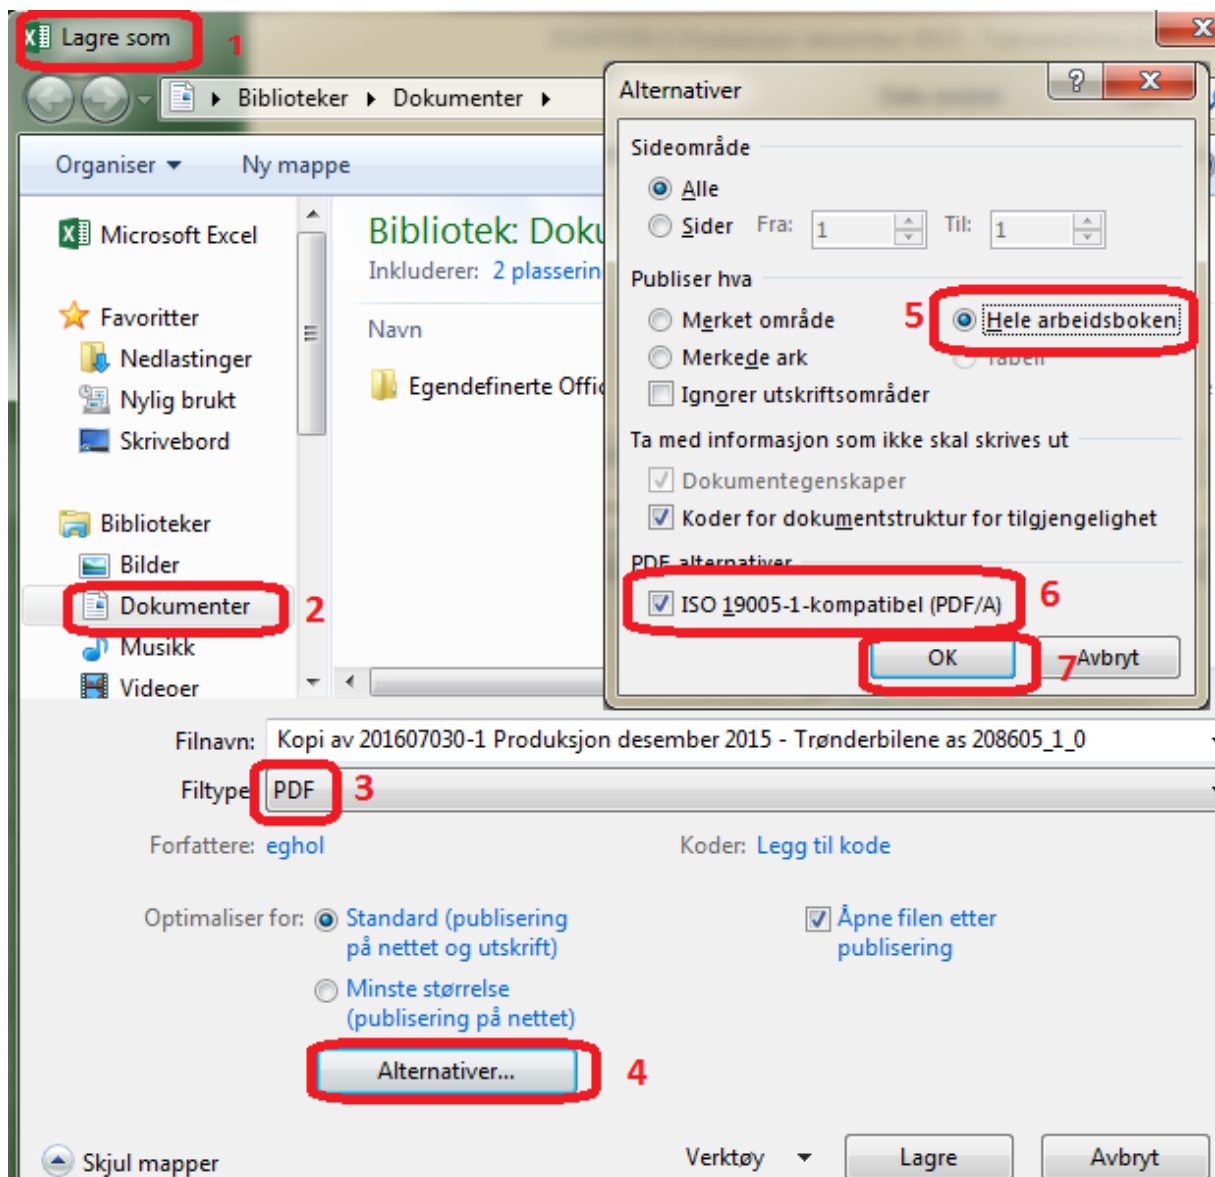 Lagre som
1
Biblioteker
Dokumenter
Organiser
Ny mappe
Microsoft Excel
Favoritter
Nedlastinger
Nylig brukt
Skrivebord
Biblioteker
Bilder
Dokumenter
2
Musikk
Videoer
Bibliotek: Doku
Inkluderer: 2 plasserin
Navn
Egendefinerte Offic
Alternativer
Sideområde
Alle
Sider Fra: 1 Til: 1
Publiser hva
Merket område
5
Hele arbeidsboken
Merkede ark
Tabell
Ignorer utskriftsområder
Ta med informasjon som ikke skal skrives ut
Dokumentegenskaper
Koder for dokumentstruktur for tilgjengelighet
PDF alternativer
ISO 19005-1-kompatibel (PDF/A)
6
OK
7
Avbryt
Filnavn: Kopi av 201607030-1 Produksjon desember 2015 - Trønderbilene as 208605_1_0
Filtype PDF
3
Forfattere: eghol
Koder: Legg til kode
Optimaliser for:
Standard (publisering
på nettet og utskrift)
Minste størrelse
(publisering på nettet)
Åpne filen etter
publisering
Alternativer...
4
Skjul mapper
Verktøy
Lagre
Avbryt